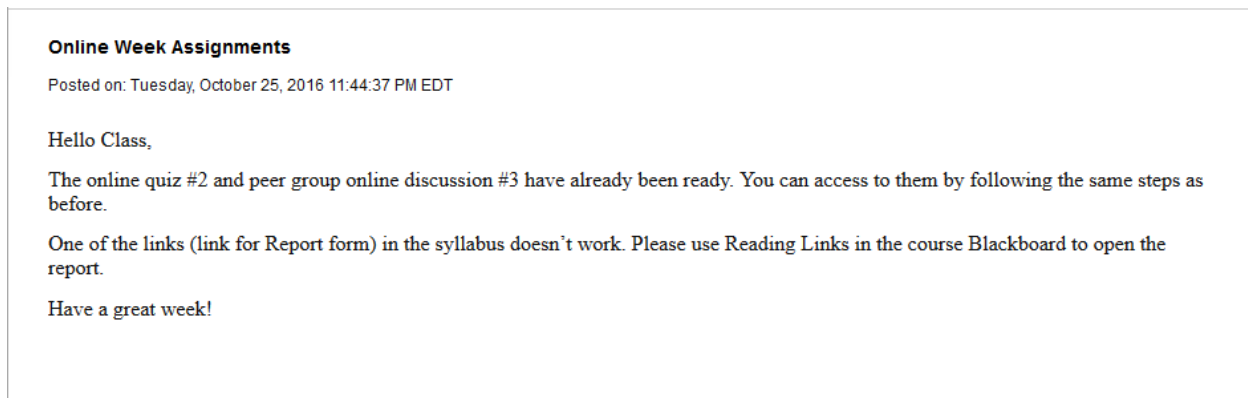 Online Week Assignments
Posted on: Tuesday, October 25, 2016 11:44:37 PM EDT
Hello Class,
The online quiz #2 and peer group online discussion #3 have already been ready. You can access to them by following the same steps as
before.
One of the links (link for Report form) in the syllabus doesn’t work. Please use Reading Links in the course Blackboard to open the
report.
Have a great week!